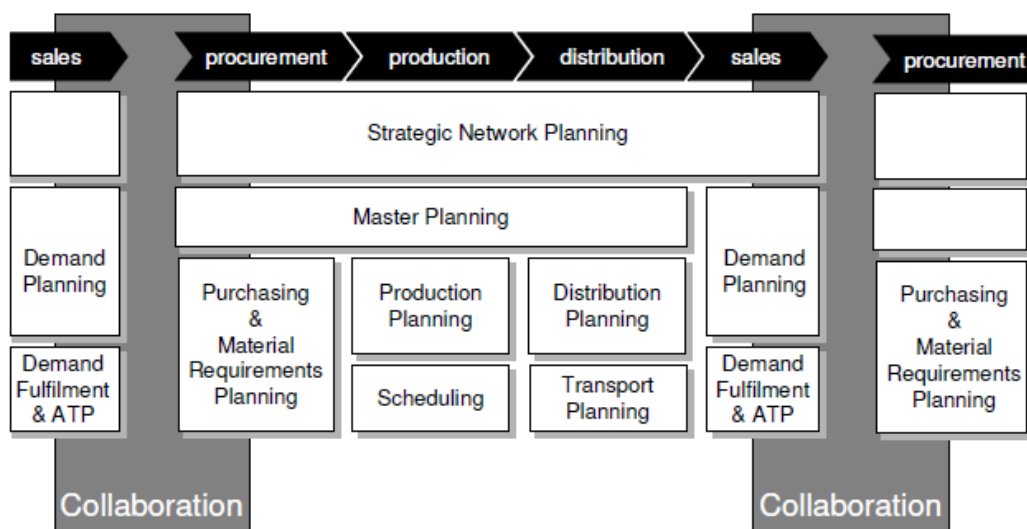 sales
procurement
production
distribution
sales
procurement
Strategic Network Planning
Master Planning
Demand
Planning
Purchasing
&
Material
Requirements
Planning
Production
Planning
Distribution
Planning
Demand
Planning
Purchasing
&
Material
Requirements
Planning
Demand
Fulfilment
& ATP
Scheduling
Transport
Planning
Demand
Fulfilment
& ATP
Collaboration
Collaboration